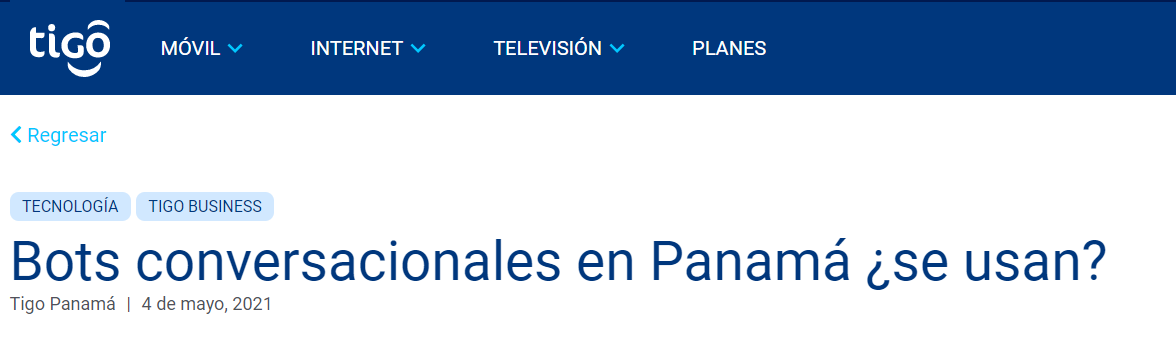 tigo MÓVIL INTERNET TELEVISIÓN PLANES
Regresar
TECNOLOGÍA TIGO BUSINESS
Bots conversacionales en Panamá ¿se usan?
Tigo Panamá | 4 de mayo, 2021